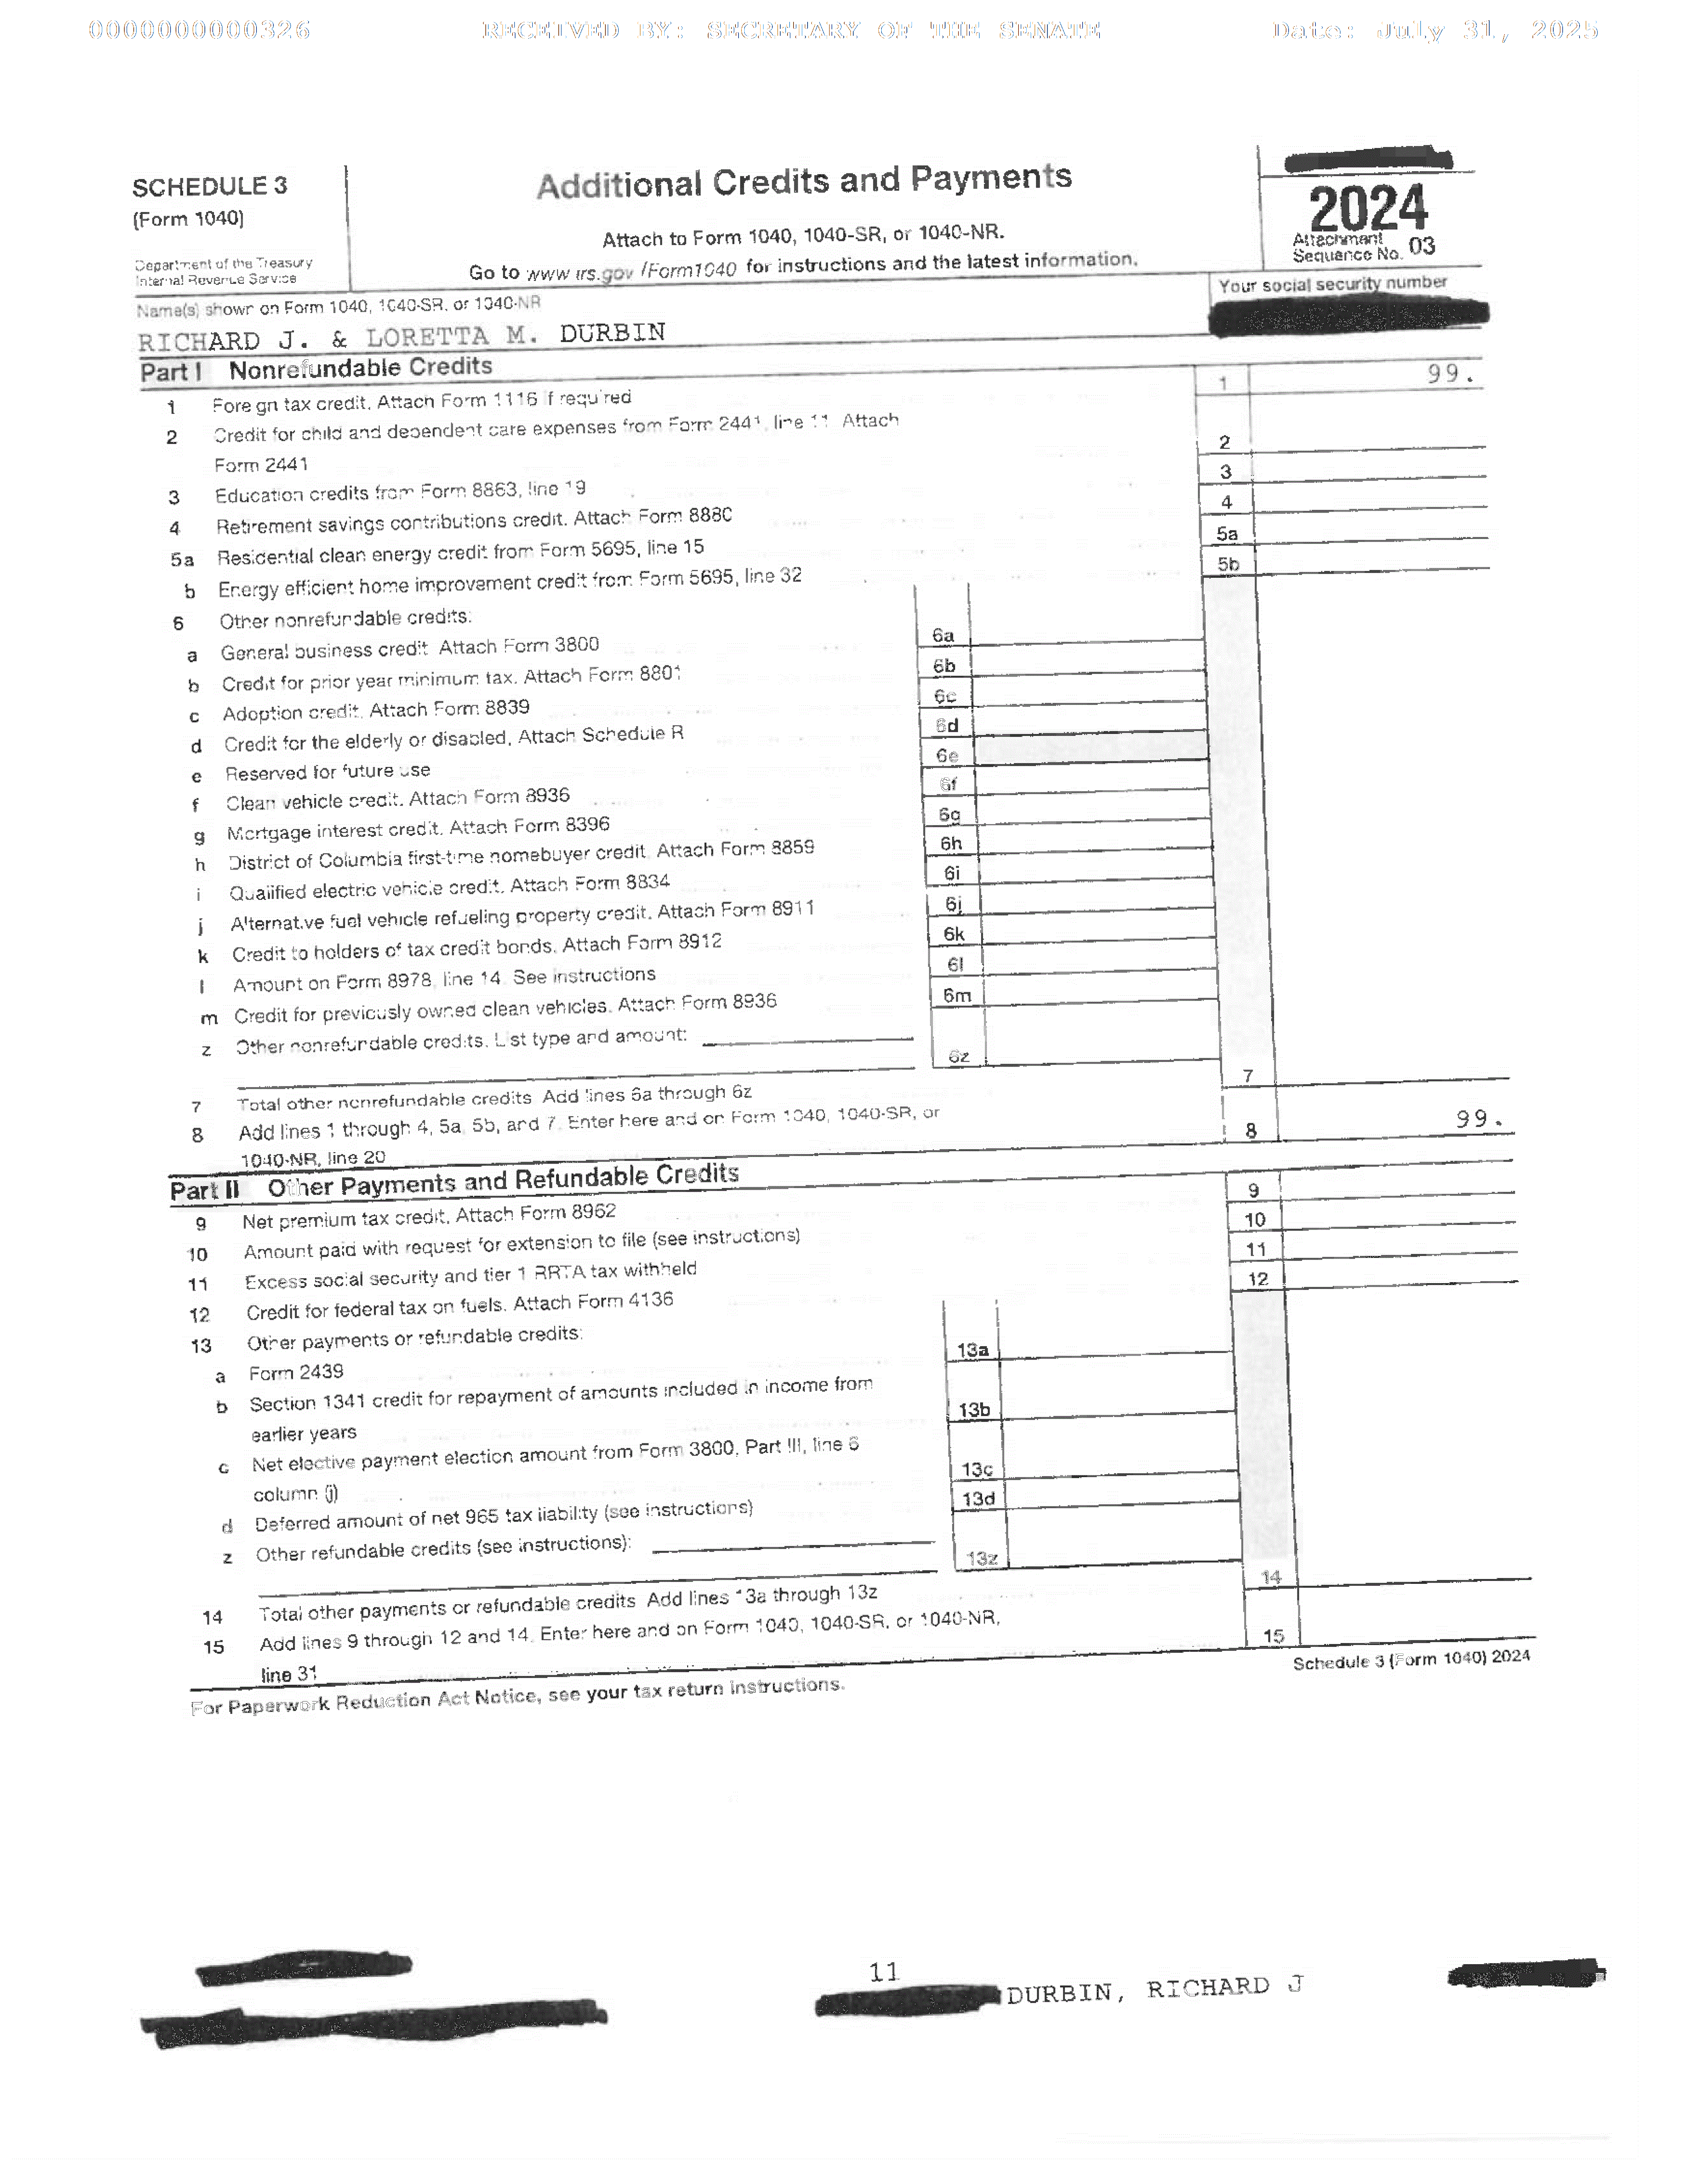 0000000000326 RECEIVED BY: SECRETARY OF THE SENATE Date: July 31, 2025
SCHEDULE 3
(Form 1040)
Department of the Treasury
Internal Revenue Service
Additional Credits and Payments
Attach to Form 1040, 1040-SR, or 1040-NR.
Go to www.irs.gov/Form1040 for instructions and the latest information.
2024
Attachment
Sequence No. 03
Name(s) shown on Form 1040, 1040-SR, or 1040-NR
Your social security number
RICHARD J. & LORETTA M. DURBIN
Part I Nonrefundable Credits
1 Foreign tax credit. Attach Form 1116 if required 1 99.
2 Credit for child and dependent care expenses from Form 2441, line 11. Attach
Form 2441 2
3 Education credits from Form 8863, line 19 3
4 Retirement savings contributions credit. Attach Form 8880 4
5a Residential clean energy credit from Form 5695, line 15 5a
b Energy efficient home improvement credit from Form 5695, line 32 5b
6 Other nonrefundable credits:
a General business credit. Attach Form 3800 6a
b Credit for prior year minimum tax. Attach Form 8801 6b
c Adoption credit. Attach Form 8839 6c
d Credit for the elderly or disabled. Attach Schedule R 6d
e Reserved for future use 6e
f Clean vehicle credit. Attach Form 8936 6f
g Mortgage interest credit. Attach Form 8396 6g
h District of Columbia first-time homebuyer credit. Attach Form 8859 6h
i Qualified electric vehicle credit. Attach Form 8834 6i
j Alternative fuel vehicle refueling property credit. Attach Form 8911 6j
k Credit to holders of tax credit bonds. Attach Form 8912 6k
l Amount on Form 8978, line 14. See instructions 6l
m Credit for previously owned clean vehicles. Attach Form 8936 6m
z Other nonrefundable credits. List type and amount: 6z
7 Total other nonrefundable credits. Add lines 6a through 6z 7
8 Add lines 1 through 4, 5a, 5b, and 7. Enter here and on Form 1040, 1040-SR, or
1040-NR, line 20 8 99.
Part II Other Payments and Refundable Credits
9 Net premium tax credit. Attach Form 8962 9
10 Amount paid with request for extension to file (see instructions) 10
11 Excess social security and tier 1 RRTA tax withheld 11
12 Credit for federal tax on fuels. Attach Form 4136 12
13 Other payments or refundable credits:
a Form 2439 13a
b Section 1341 credit for repayment of amounts included in income from
earlier years 13b
c Net elective payment election amount from Form 3800, Part III, line 6
column (j) 13c
d Deferred amount of net 965 tax liability (see instructions) 13d
z Other refundable credits (see instructions): 13z
14 Total other payments or refundable credits. Add lines 13a through 13z 14
15 Add lines 9 through 12 and 14. Enter here and on Form 1040, 1040-SR, or 1040-NR,
line 31 15
For Paperwork Reduction Act Notice, see your tax return instructions.
Schedule 3 (Form 1040) 2024
11
DURBIN, RICHARD J